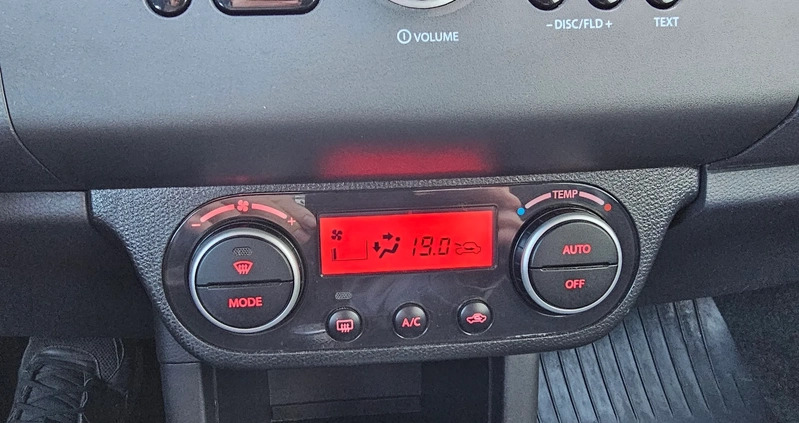 VOLUME
- DISC/FLD +
TEXT
- +
TEMP
19.0
MODE
AUTO
OFF
A/C